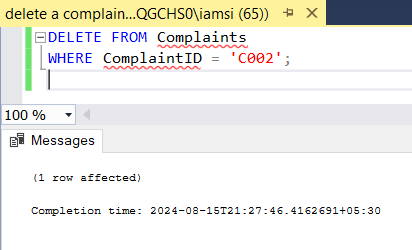 delete a complain...QGCHS0\iamsi (65))
DELETE FROM Complaints
WHERE ComplaintID = 'C002';
100 %
Messages
(1 row affected)
Completion time: 2024-08-15T21:27:46.4162691+05:30